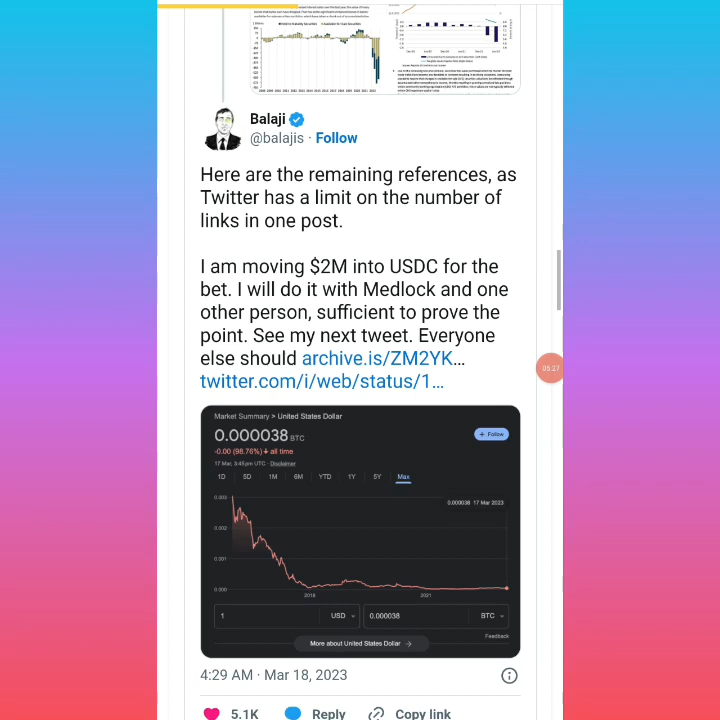 Balaji
@balajis · Follow
Here are the remaining references, as
Twitter has a limit on the number of
links in one post.
I am moving $2M into USDC for the
bet. I will do it with Medlock and one
other person, sufficient to prove the
point. See my next tweet. Everyone
else should archive.is/ZM2YK…
twitter.com/i/web/status/1…
05:27
Market Summary > United States Dollar
0.000038 BTC
+ Follow
-0.00 (98.76%) ↓ all time
17 Mar, 3:45pm UTC · Disclaimer
1D 5D 1M 6M YTD 1Y 5Y Max
0.003
0.000038 17 Mar 2023
0.002
0.001
0.000
2018 2021
1 USD 0.000038 BTC
Feedback
More about United States Dollar →
4:29 AM · Mar 18, 2023
5.1K Reply Copy link